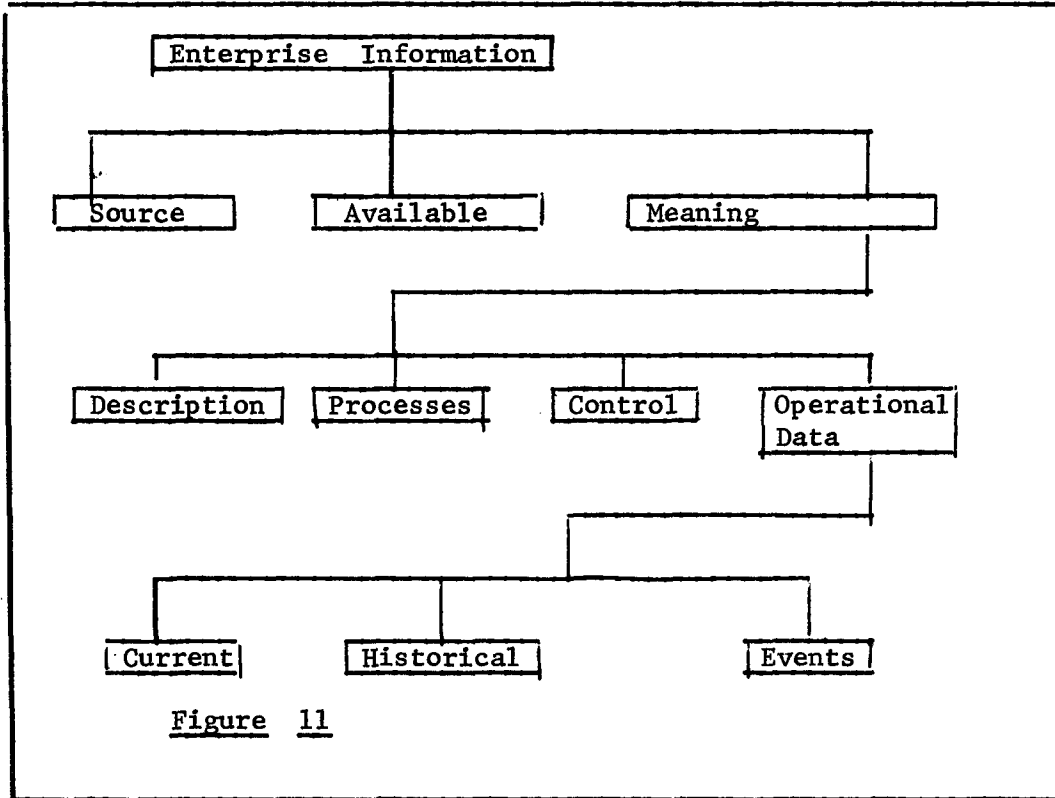 Enterprise Information
Source Available Meaning
Description Processes Control Operational
Data
Current Historical Events
Figure 11